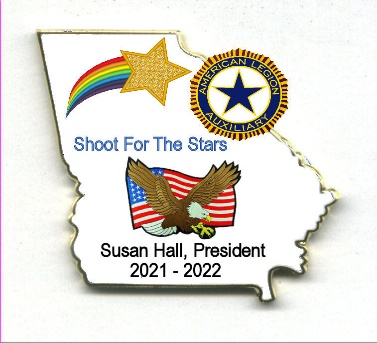 AMERICAN LEGION
AUXILIARY
Shoot For The Stars
Susan Hall, President
2021 - 2022